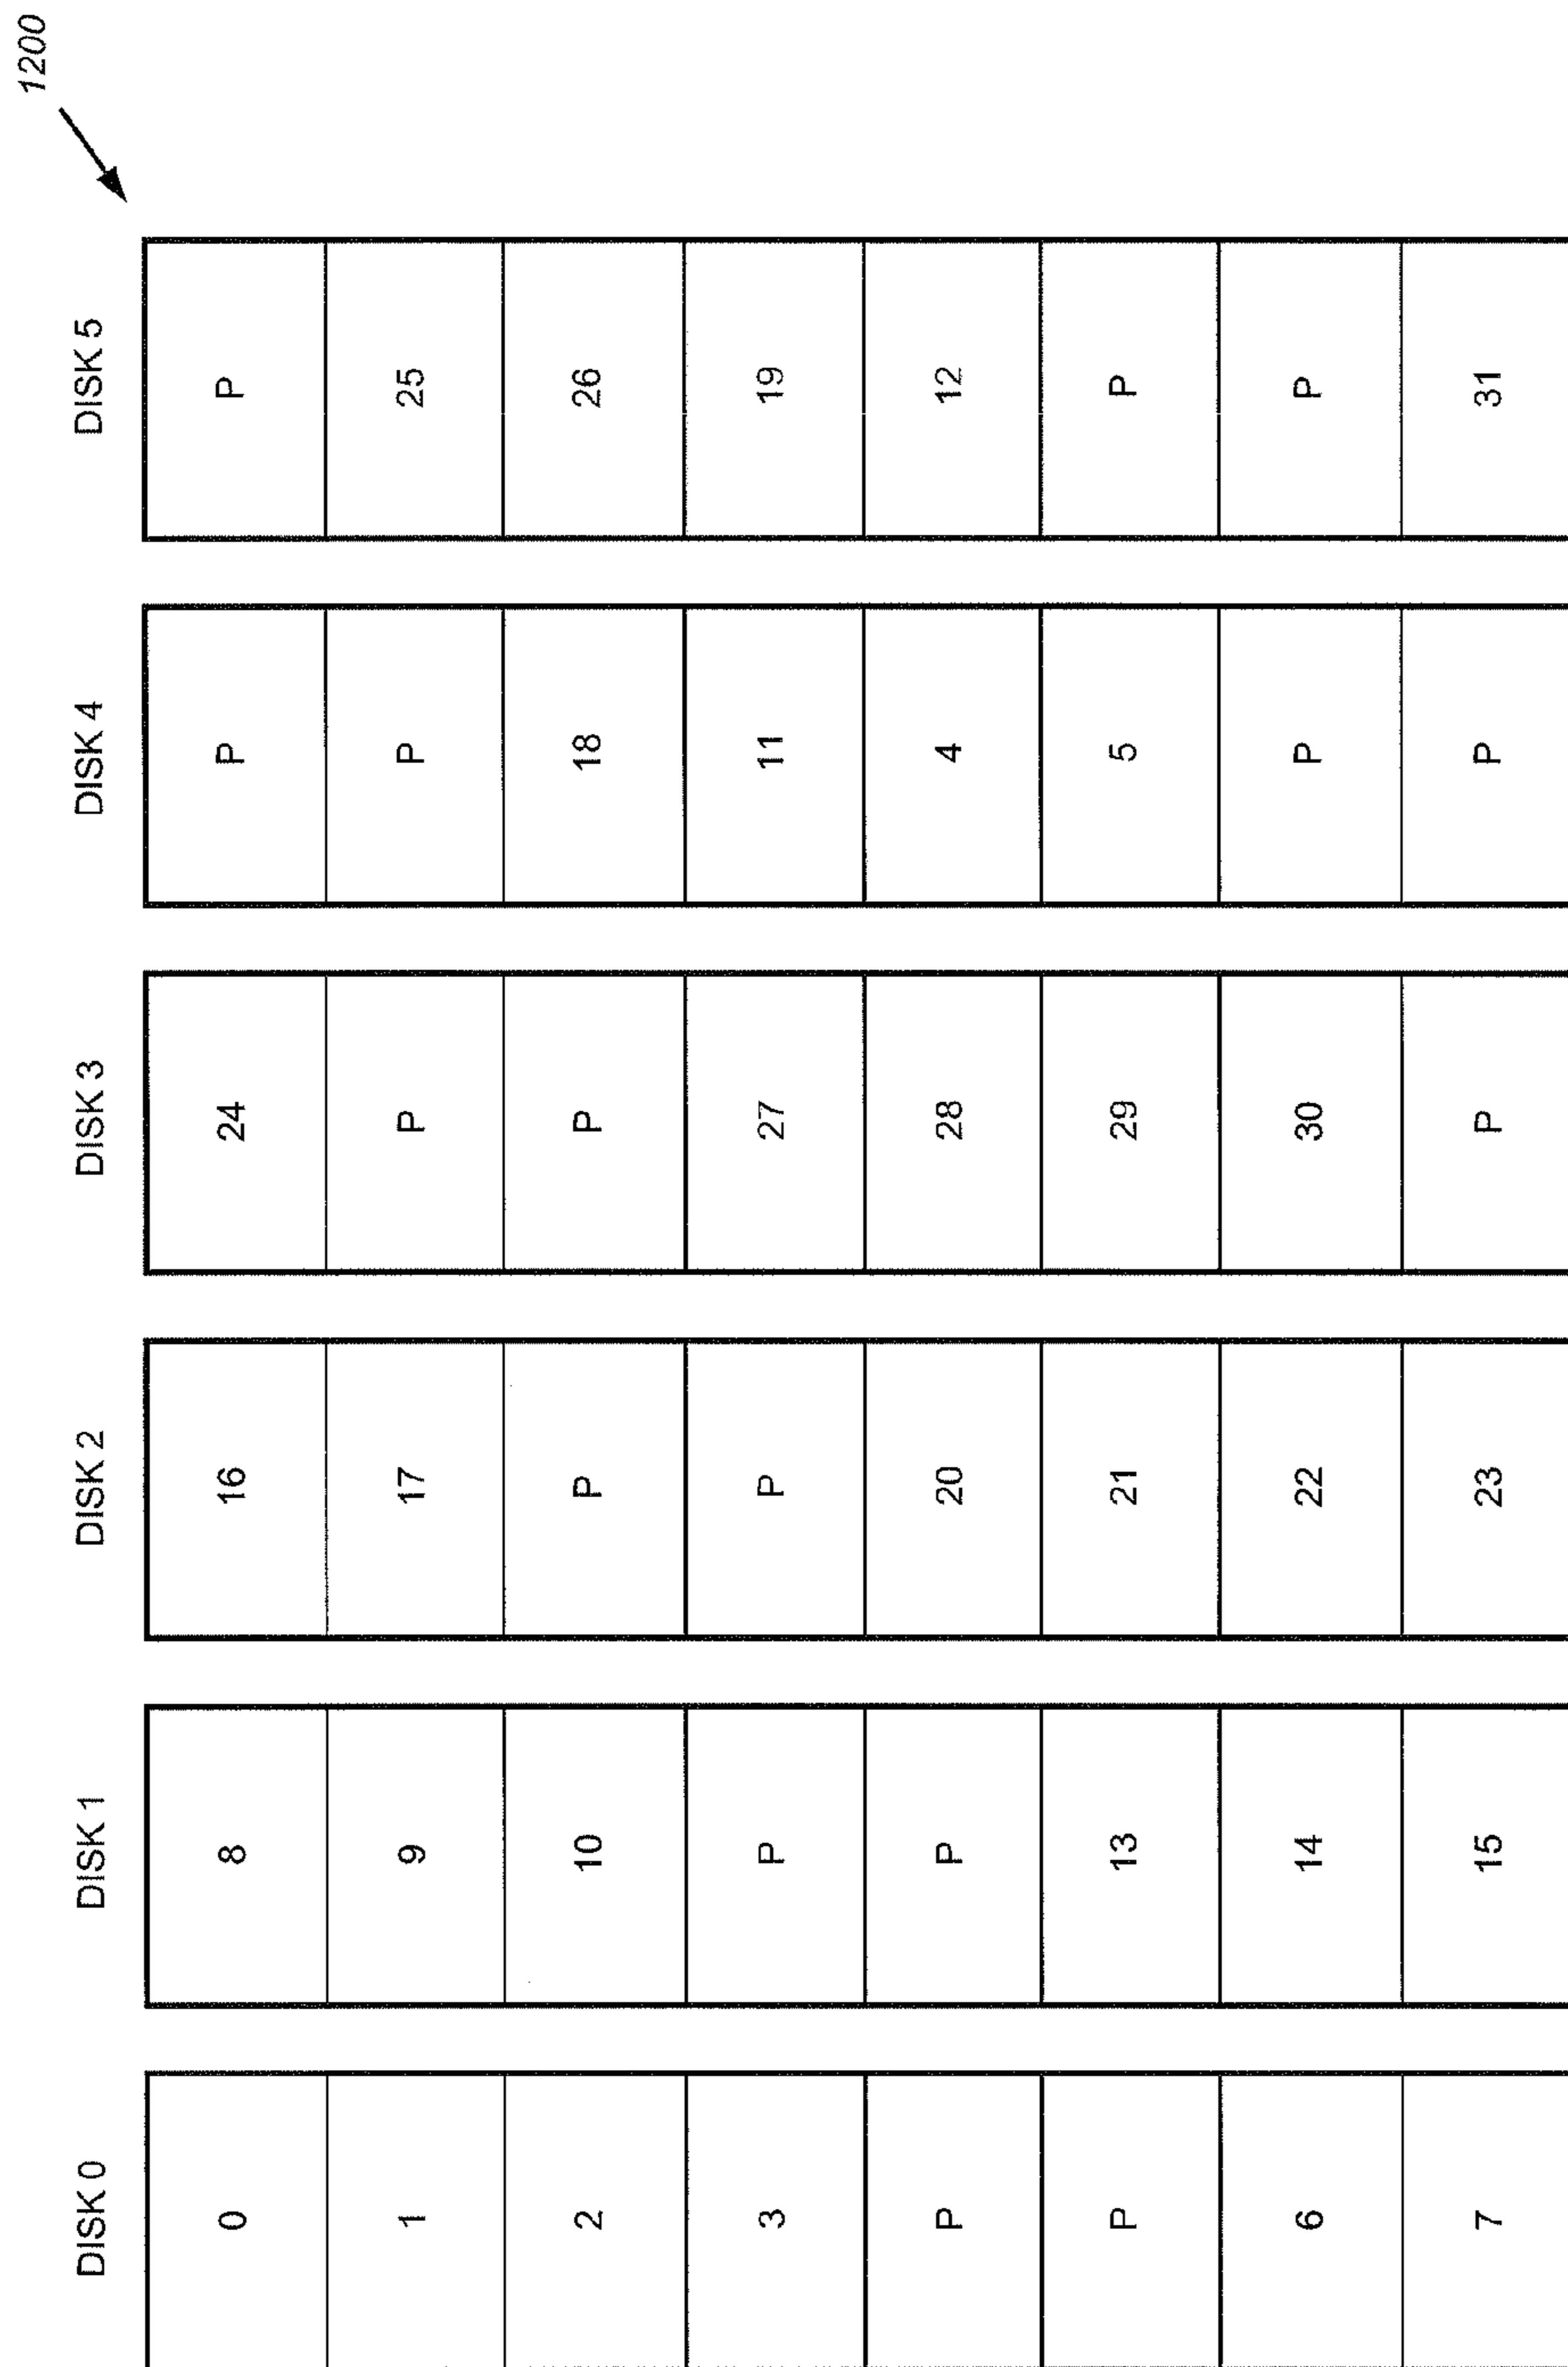 1200
DISK 0 DISK 1 DISK 2 DISK 3 DISK 4 DISK 5
0 8 16 24 P P
1 9 17 P P 25
2 10 P P 18 26
3 P P 27 11 19
P P 20 28 4 12
P 13 21 29 5 P
6 14 22 30 P P
7 15 23 P P 31